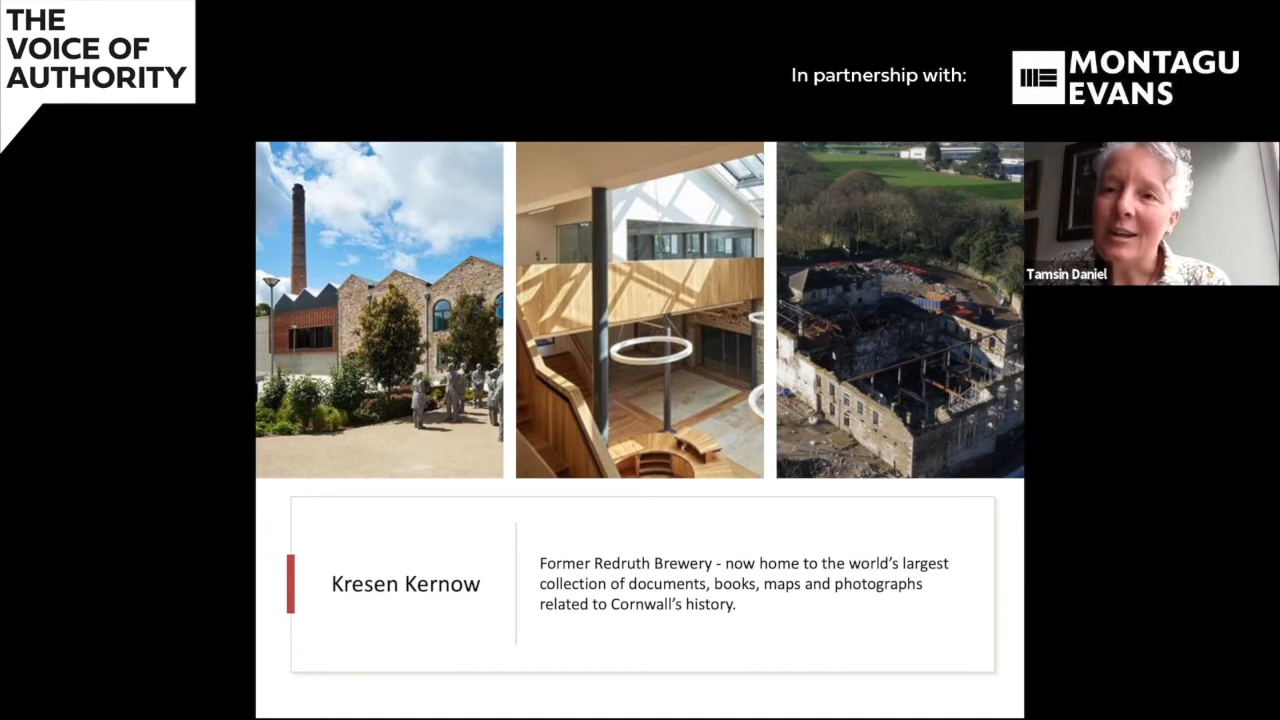 THE
VOICE OF
AUTHORITY
In partnership with:
MONTAGU
EVANS
Tamsin Daniel
Kresen Kernow
Former Redruth Brewery - now home to the world's largest
collection of documents, books, maps and photographs
related to Cornwall's history.